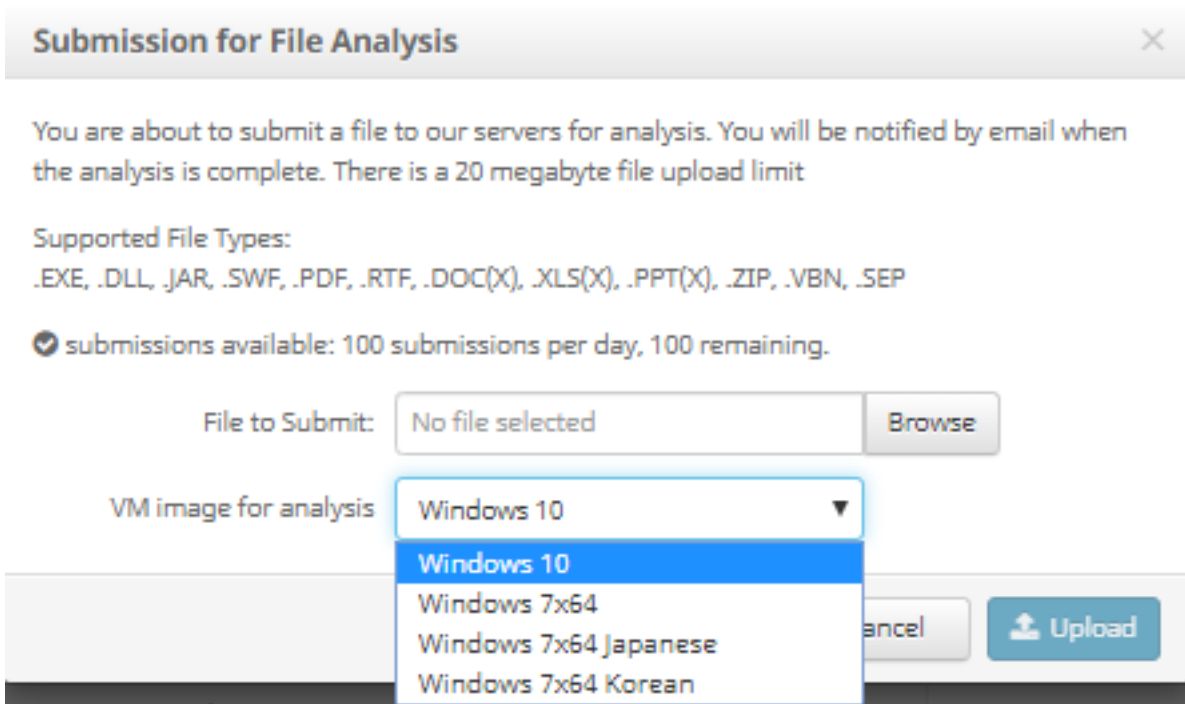 Submission for File Analysis
You are about to submit a file to our servers for analysis. You will be notified by email when
the analysis is complete. There is a 20 megabyte file upload limit
Supported File Types:
.EXE, .DLL, .JAR, .SWF, .PDF, .RTF, .DOC(X), .XLS(X), .PPT(X), .ZIP, .VBN, .SEP
submissions available: 100 submissions per day, 100 remaining.
File to Submit: No file selected Browse
VM image for analysis Windows 10
Windows 10
Windows 7x64
Windows 7x64 Japanese
Windows 7x64 Korean
ancel Upload